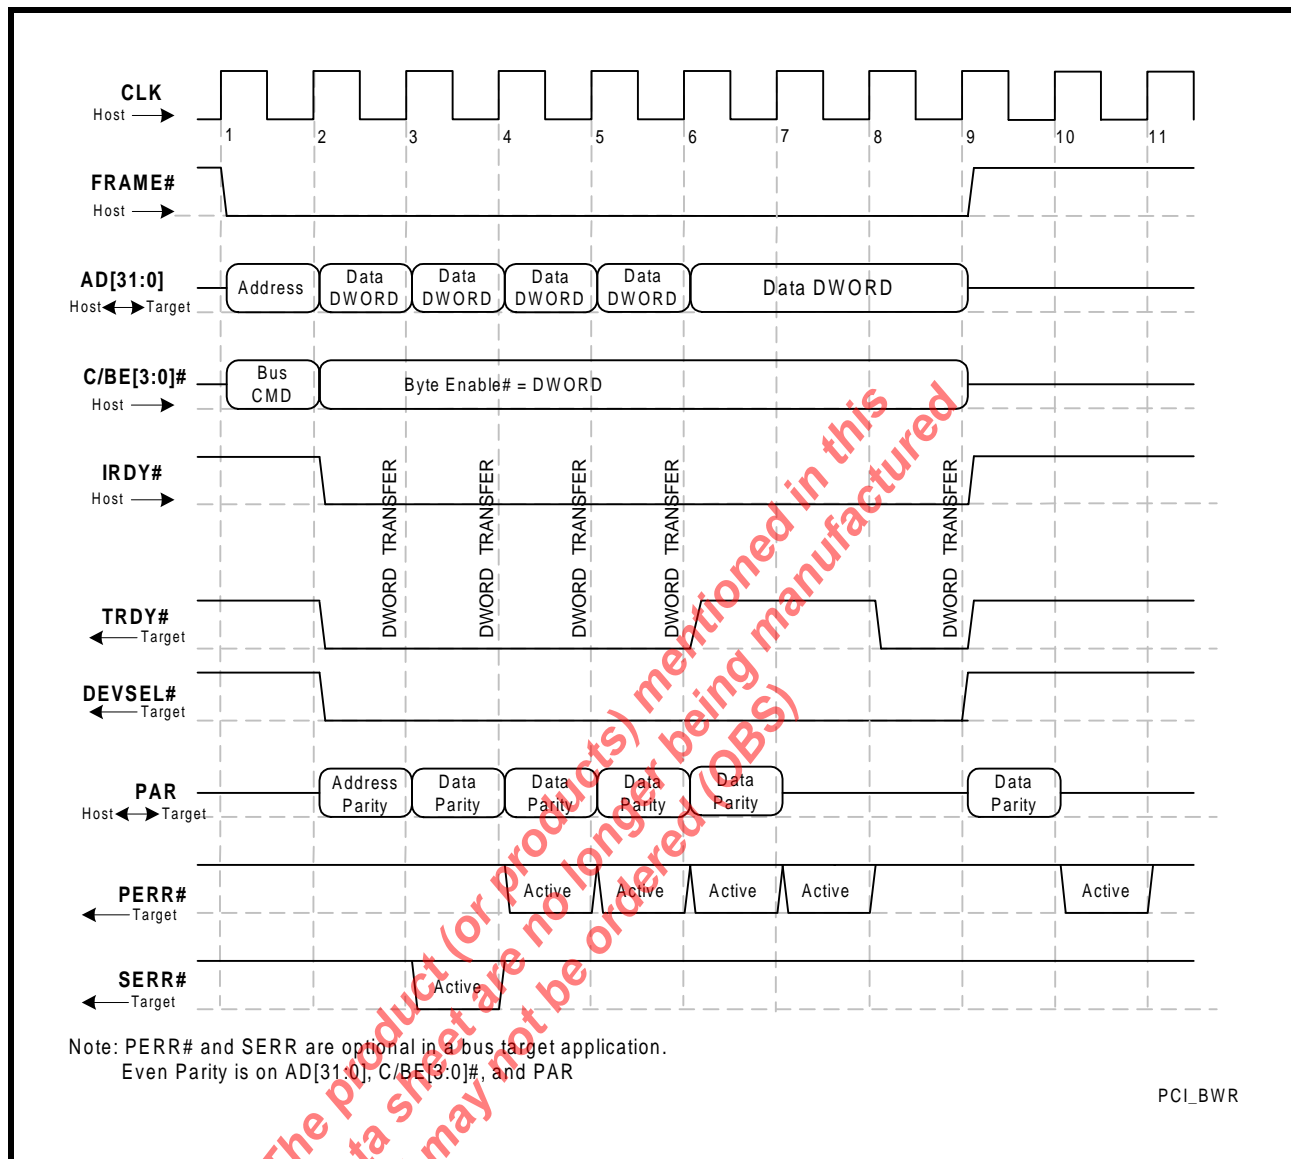 CLK
Host
1 2 3 4 5 6 7 8 9 10 11
FRAME#
Host
AD[31:0]
Host Target
Address
Data
DWORD
Data
DWORD
Data
DWORD
Data
DWORD
Data DWORD
C/BE[3:0]#
Host
Bus
CMD
Byte Enable# = DWORD
IRDY#
Host
DWORD TRANSFER
DWORD TRANSFER
DWORD TRANSFER
DWORD TRANSFER
DWORD TRANSFER
TRDY#
Target
DEVSEL#
Target
PAR
Host Target
Address
Parity
Data
Parity
Data
Parity
Data
Parity
Data
Parity
Data
Parity
PERR#
Target
Active
Active
Active
Active
Active
SERR#
Target
Active
Note: PERR# and SERR are optional in a bus target application.
Even Parity is on AD[31:0], C/BE[3:0]#, and PAR
PCI_BWR
The product (or products) mentioned in this
ta sheet are no longer being manufactured
may not be ordered (OBS)